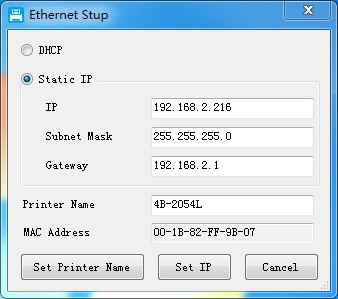 Ethernet Stup
DHCP
Static IP
IP 192.168.2.216
Subnet Mask 255.255.255.0
Gateway 192.168.2.1
Printer Name 4B-2054L
MAC Address 00-1B-82-FF-9B-07
Set Printer Name Set IP Cancel